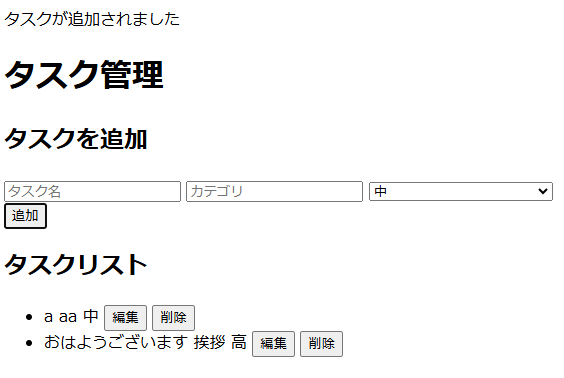 タスクが追加されました
タスク管理
タスクを追加
タスク名 カテゴリ 中
追加
タスクリスト
a aa 中 編集 削除
おはようございます 挨拶 高 編集 削除